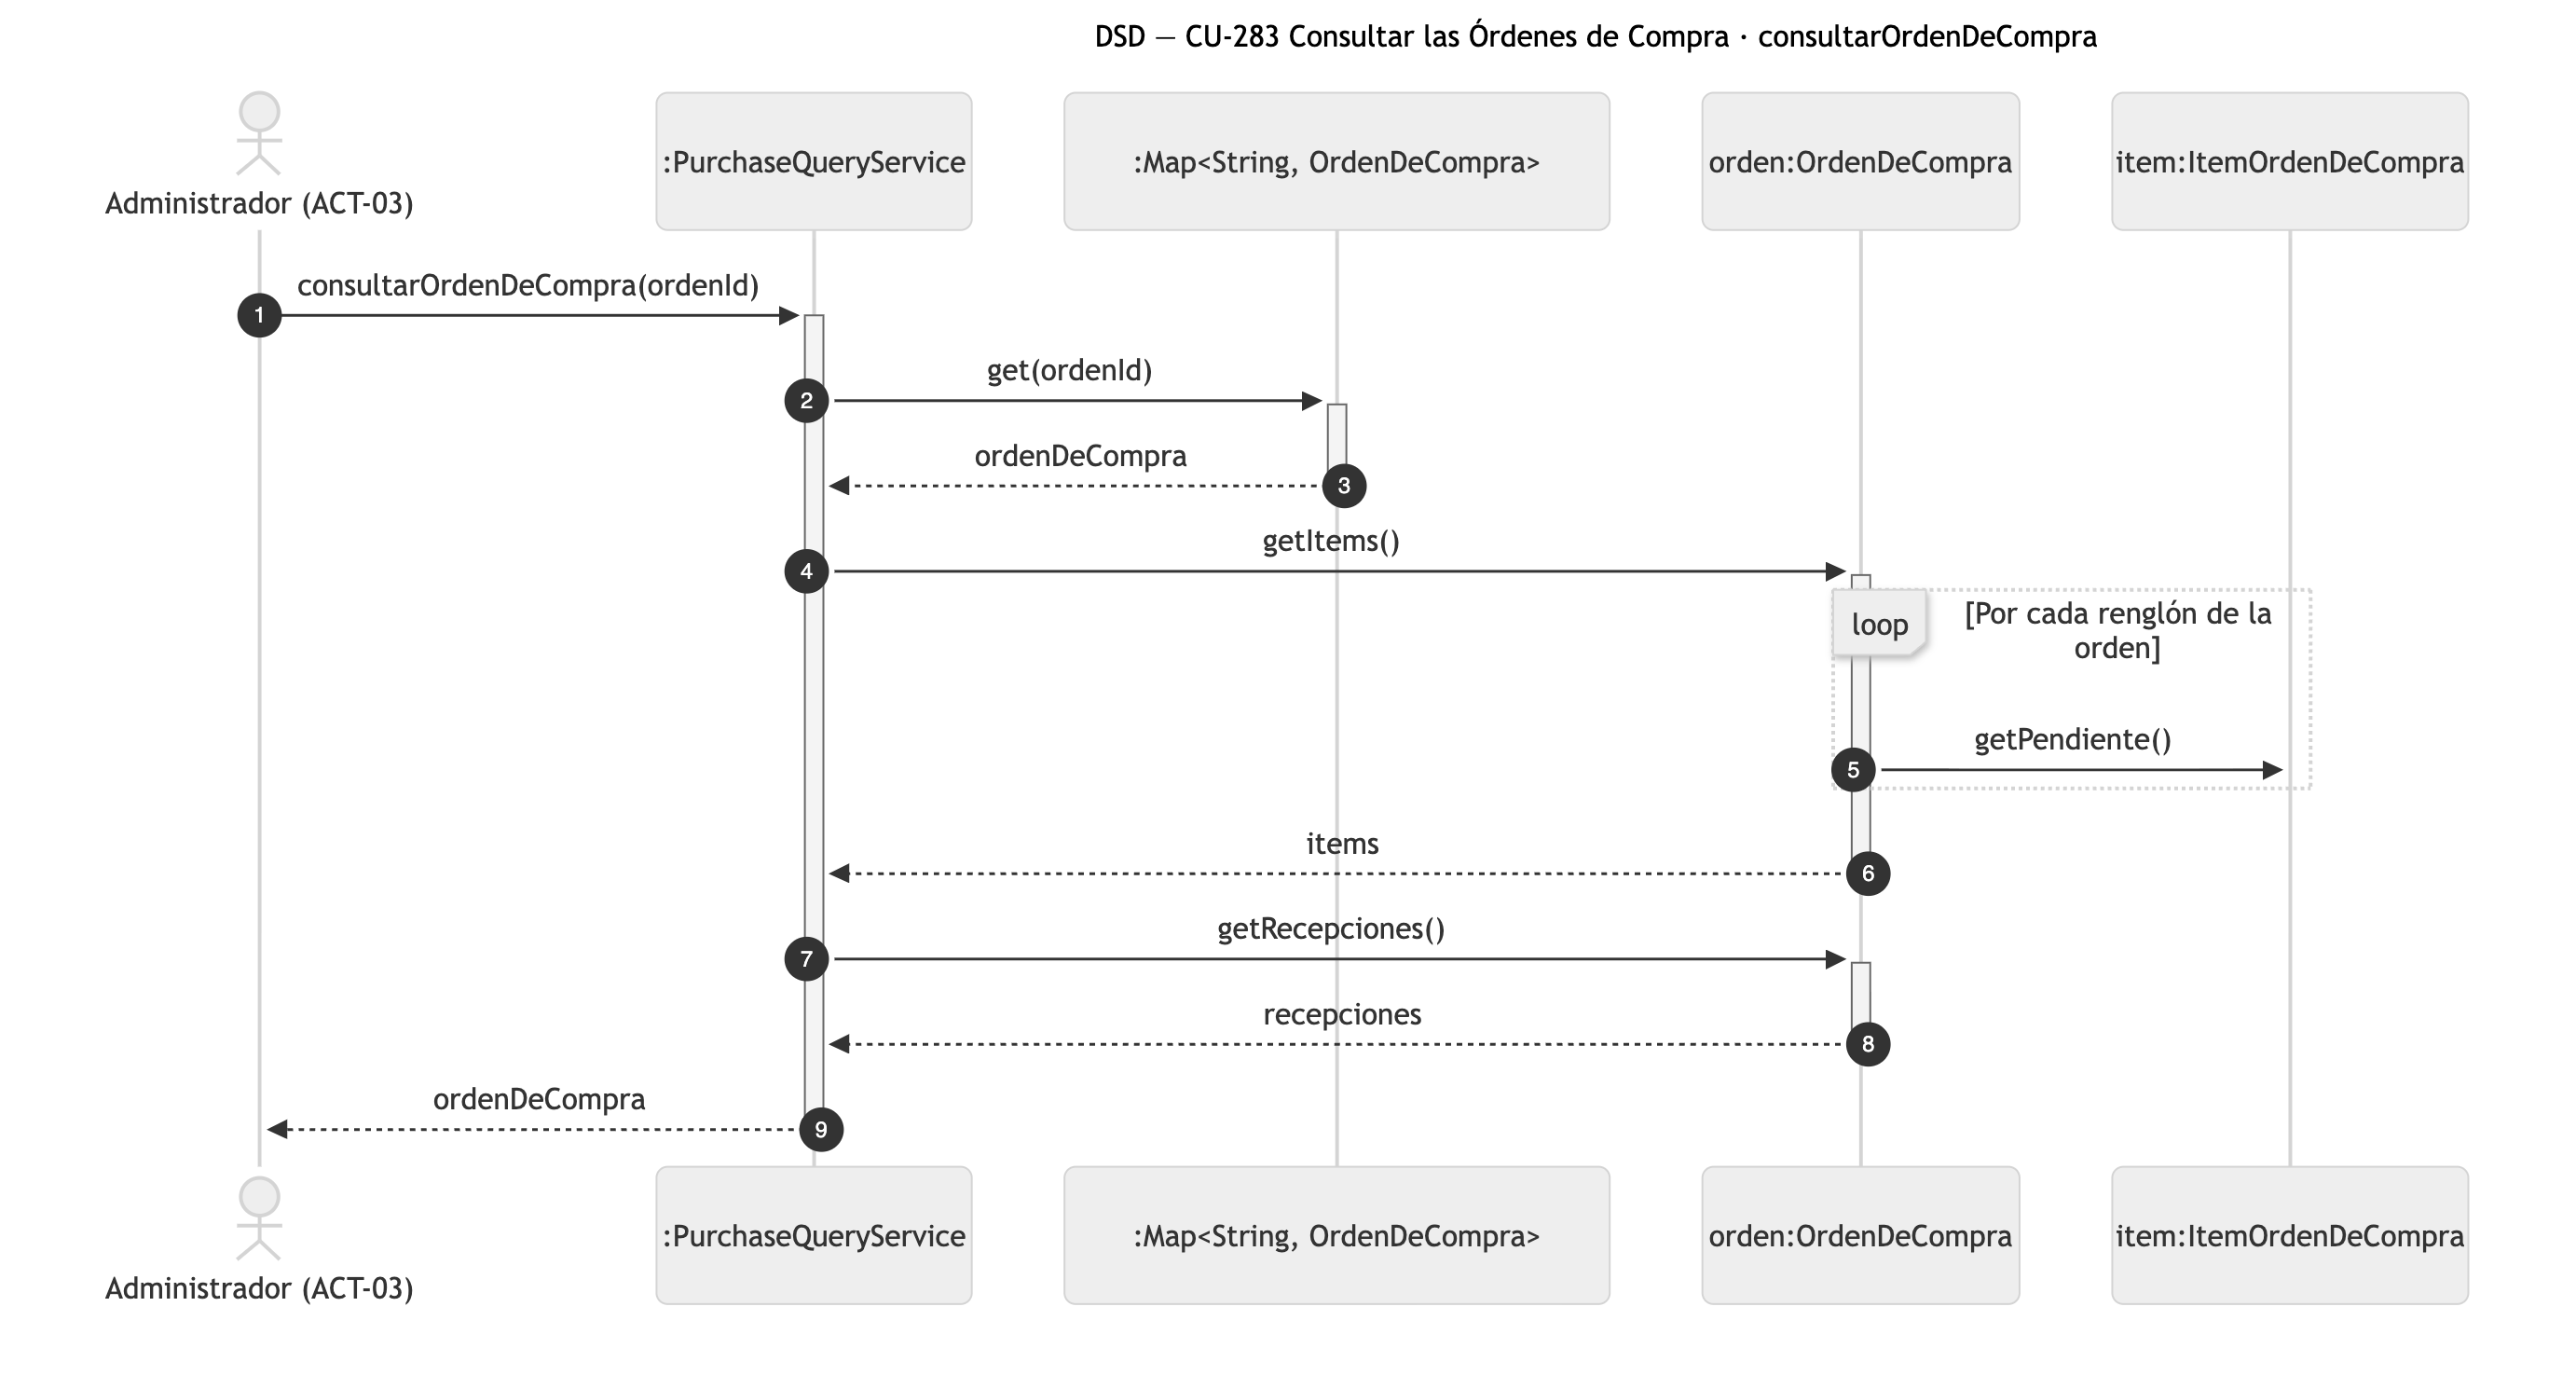 DSD — CU-283 Consultar las Órdenes de Compra · consultarOrdenDeCompra
Administrador (ACT-03)
:PurchaseQueryService
:Map<String, OrdenDeCompra>
orden:OrdenDeCompra
item:ItemOrdenDeCompra
consultarOrdenDeCompra(ordenId)
1
get(ordenId)
2
ordenDeCompra
3
getItems()
4
loop
[Por cada renglón de la
orden]
getPendiente()
5
items
6
getRecepciones()
7
recepciones
8
ordenDeCompra
9
Administrador (ACT-03)
:PurchaseQueryService
:Map<String, OrdenDeCompra>
orden:OrdenDeCompra
item:ItemOrdenDeCompra